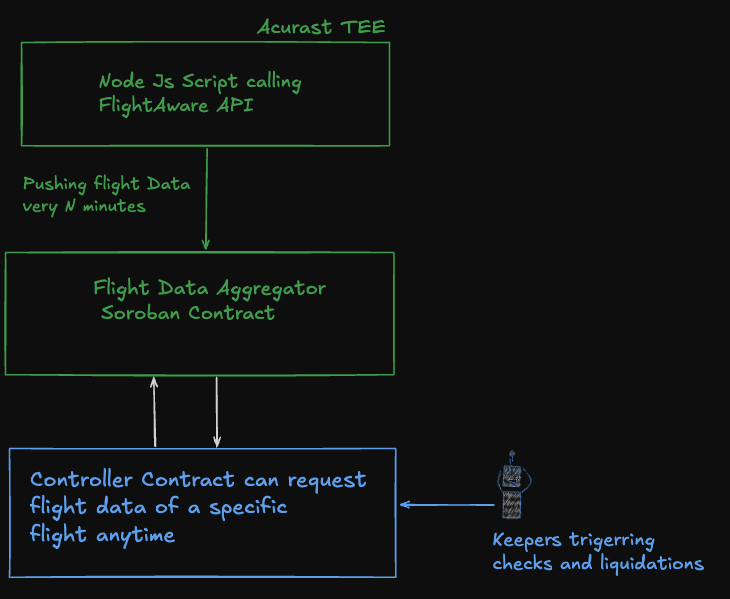 Acurast TEE
Node Js Script calling
FlightAware API
Pushing flight Data
very N minutes
Flight Data Aggregator
Soroban Contract
Controller Contract can request
flight data of a specific
flight anytime
Keepers trigerring
checks and liquidations